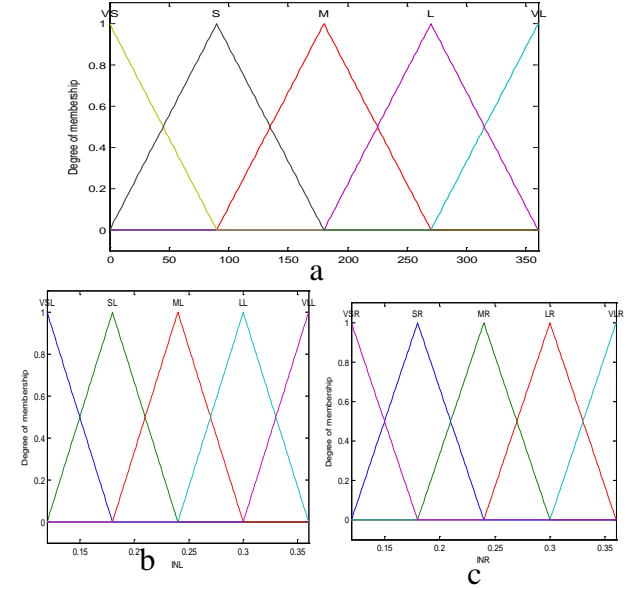 VS S M L VL
Degree of membership
1
0.8
0.6
0.4
0.2
0
0 50 100 150 200 250 300 350
a
VSL SL ML LL VLL
Degree of membership
1
0.8
0.6
0.4
0.2
0
0.15 0.2 0.25 0.3 0.35
INL
b
VSR SR MR LR VLR
Degree of membership
1
0.8
0.6
0.4
0.2
0
0.15 0.2 0.25 0.3 0.35
INR
c